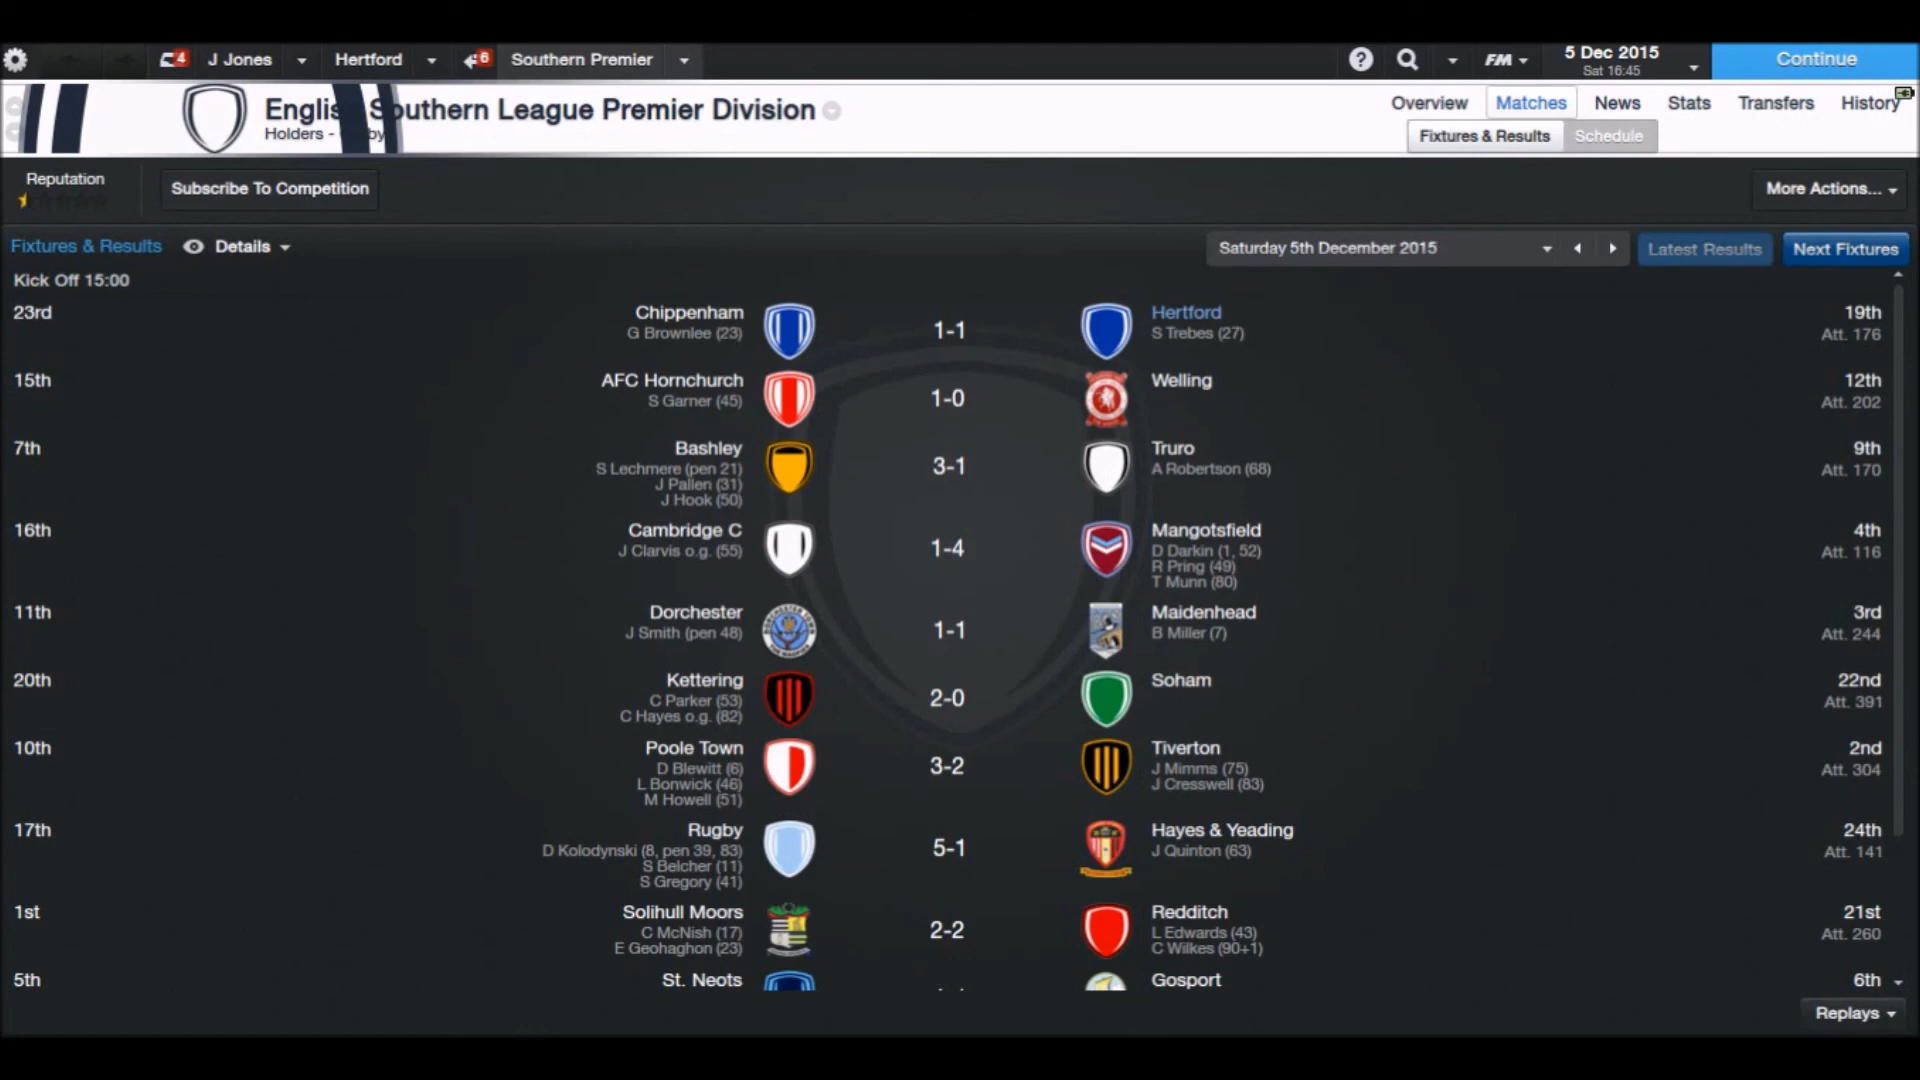 4 J Jones Hertford 6 Southern Premier ? FM 5 Dec 2015 Continue
Sat 16:45
English Southern League Premier Division
Holders -
Overview Matches News Stats Transfers History
Fixtures & Results Schedule
Reputation
Subscribe To Competition
More Actions...
Fixtures & Results Details Saturday 5th December 2015 Latest Results Next Fixtures
Kick Off 15:00
23rd Chippenham 1-1 Hertford 19th
G Brownlee (23) S Trebes (27) Att. 176
15th AFC Hornchurch 1-0 Welling 12th
S Garner (45) Att. 202
7th Bashley 3-1 Truro 9th
S Lechmere (pen 21) A Robertson (68) Att. 170
J Pallen (31)
J Hook (50)
16th Cambridge C 1-4 Mangotsfield 4th
J Clarvis o.g. (55) D Darkin (1, 52) Att. 116
R Pring (49)
T Munn (80)
11th Dorchester 1-1 Maidenhead 3rd
J Smith (pen 48) B Miller (7) Att. 244
20th Kettering 2-0 Soham 22nd
C Parker (53) Att. 391
C Hayes o.g. (82)
10th Poole Town 3-2 Tiverton 2nd
D Blewitt (6) J Mimms (75) Att. 304
L Bonwick (46) J Cresswell (83)
M Howell (51)
17th Rugby 5-1 Hayes & Yeading 24th
D Kolodynski (8, pen 39, 83) J Quinton (63) Att. 141
S Belcher (11)
S Gregory (41)
1st Solihull Moors 2-2 Redditch 21st
C McNish (17) L Edwards (43) Att. 260
E Geohaghon (23) C Wilkes (90+1)
5th St. Neots Gosport 6th
Replays